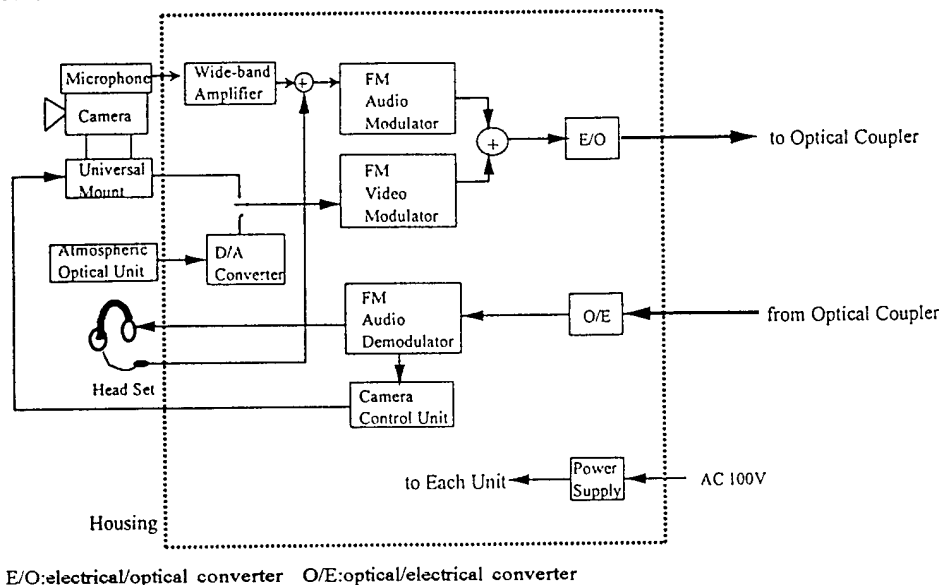 Microphone
Camera
Universal
Mount
Atmospheric
Optical Unit
Head Set
Wide-band
Amplifier
+
FM
Audio
Modulator
+
E/O
to Optical Coupler
FM
Video
Modulator
D/A
Converter
FM
Audio
Demodulator
O/E
from Optical Coupler
Camera
Control Unit
to Each Unit
Power
Supply
AC 100V
Housing
E/O:electrical/optical converter O/E:optical/electrical converter